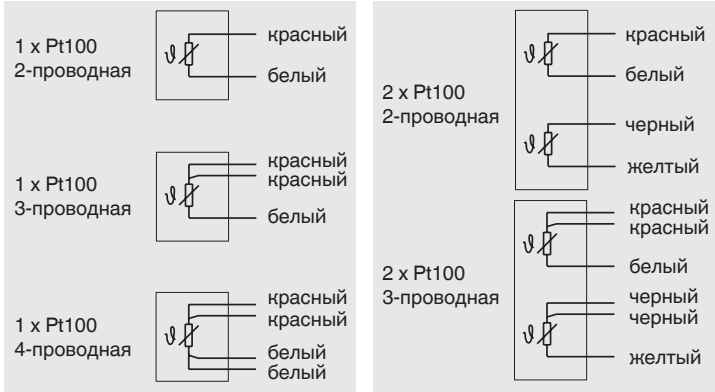 1 x Pt100
2-проводная
красный
белый
1 x Pt100
3-проводная
красный
красный
белый
1 x Pt100
4-проводная
красный
красный
белый
белый
2 x Pt100
2-проводная
красный
белый
черный
желтый
2 x Pt100
3-проводная
красный
красный
белый
черный
черный
желтый